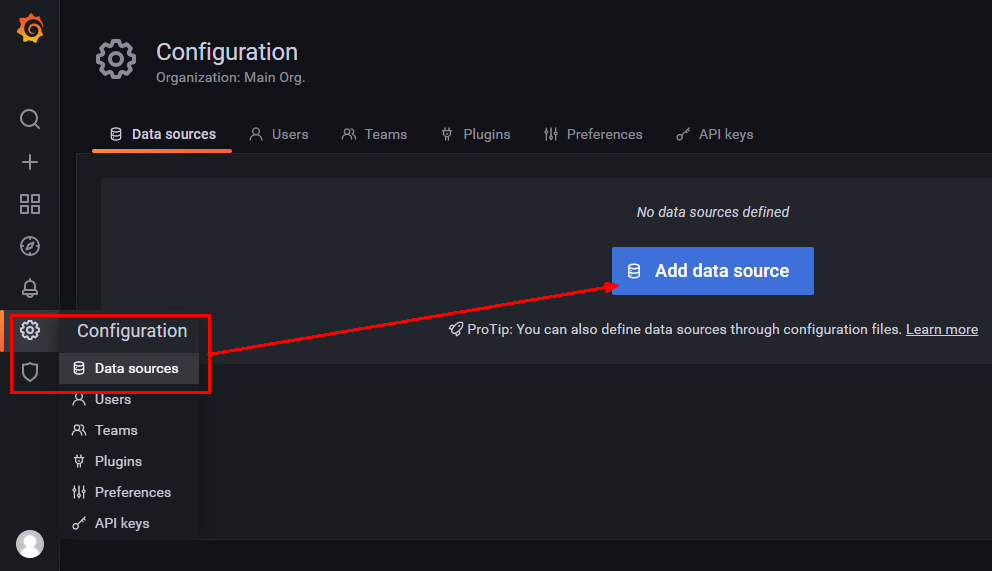 Configuration
Organization: Main Org.
Data sources
Users
Teams
Plugins
Preferences
API keys
No data sources defined
Add data source
ProTip: You can also define data sources through configuration files. Learn more
Configuration
Data sources
Users
Teams
Plugins
Preferences
API keys